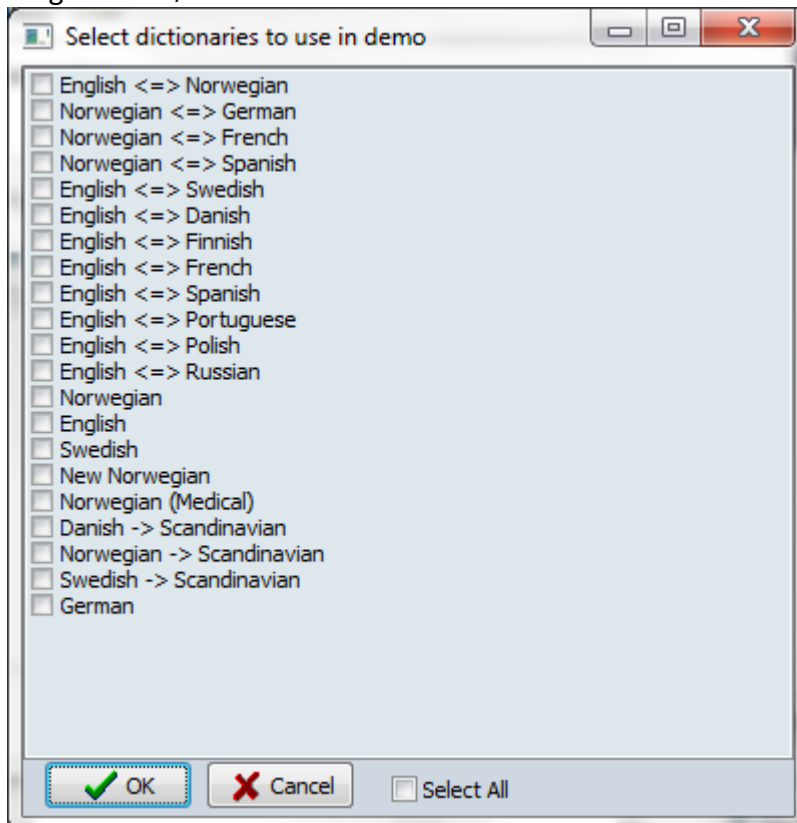 Select dictionaries to use in demo
English <=> Norwegian
Norwegian <=> German
Norwegian <=> French
Norwegian <=> Spanish
English <=> Swedish
English <=> Danish
English <=> Finnish
English <=> French
English <=> Spanish
English <=> Portuguese
English <=> Polish
English <=> Russian
Norwegian
English
Swedish
New Norwegian
Norwegian (Medical)
Danish -> Scandinavian
Norwegian -> Scandinavian
Swedish -> Scandinavian
German
OK Cancel Select All